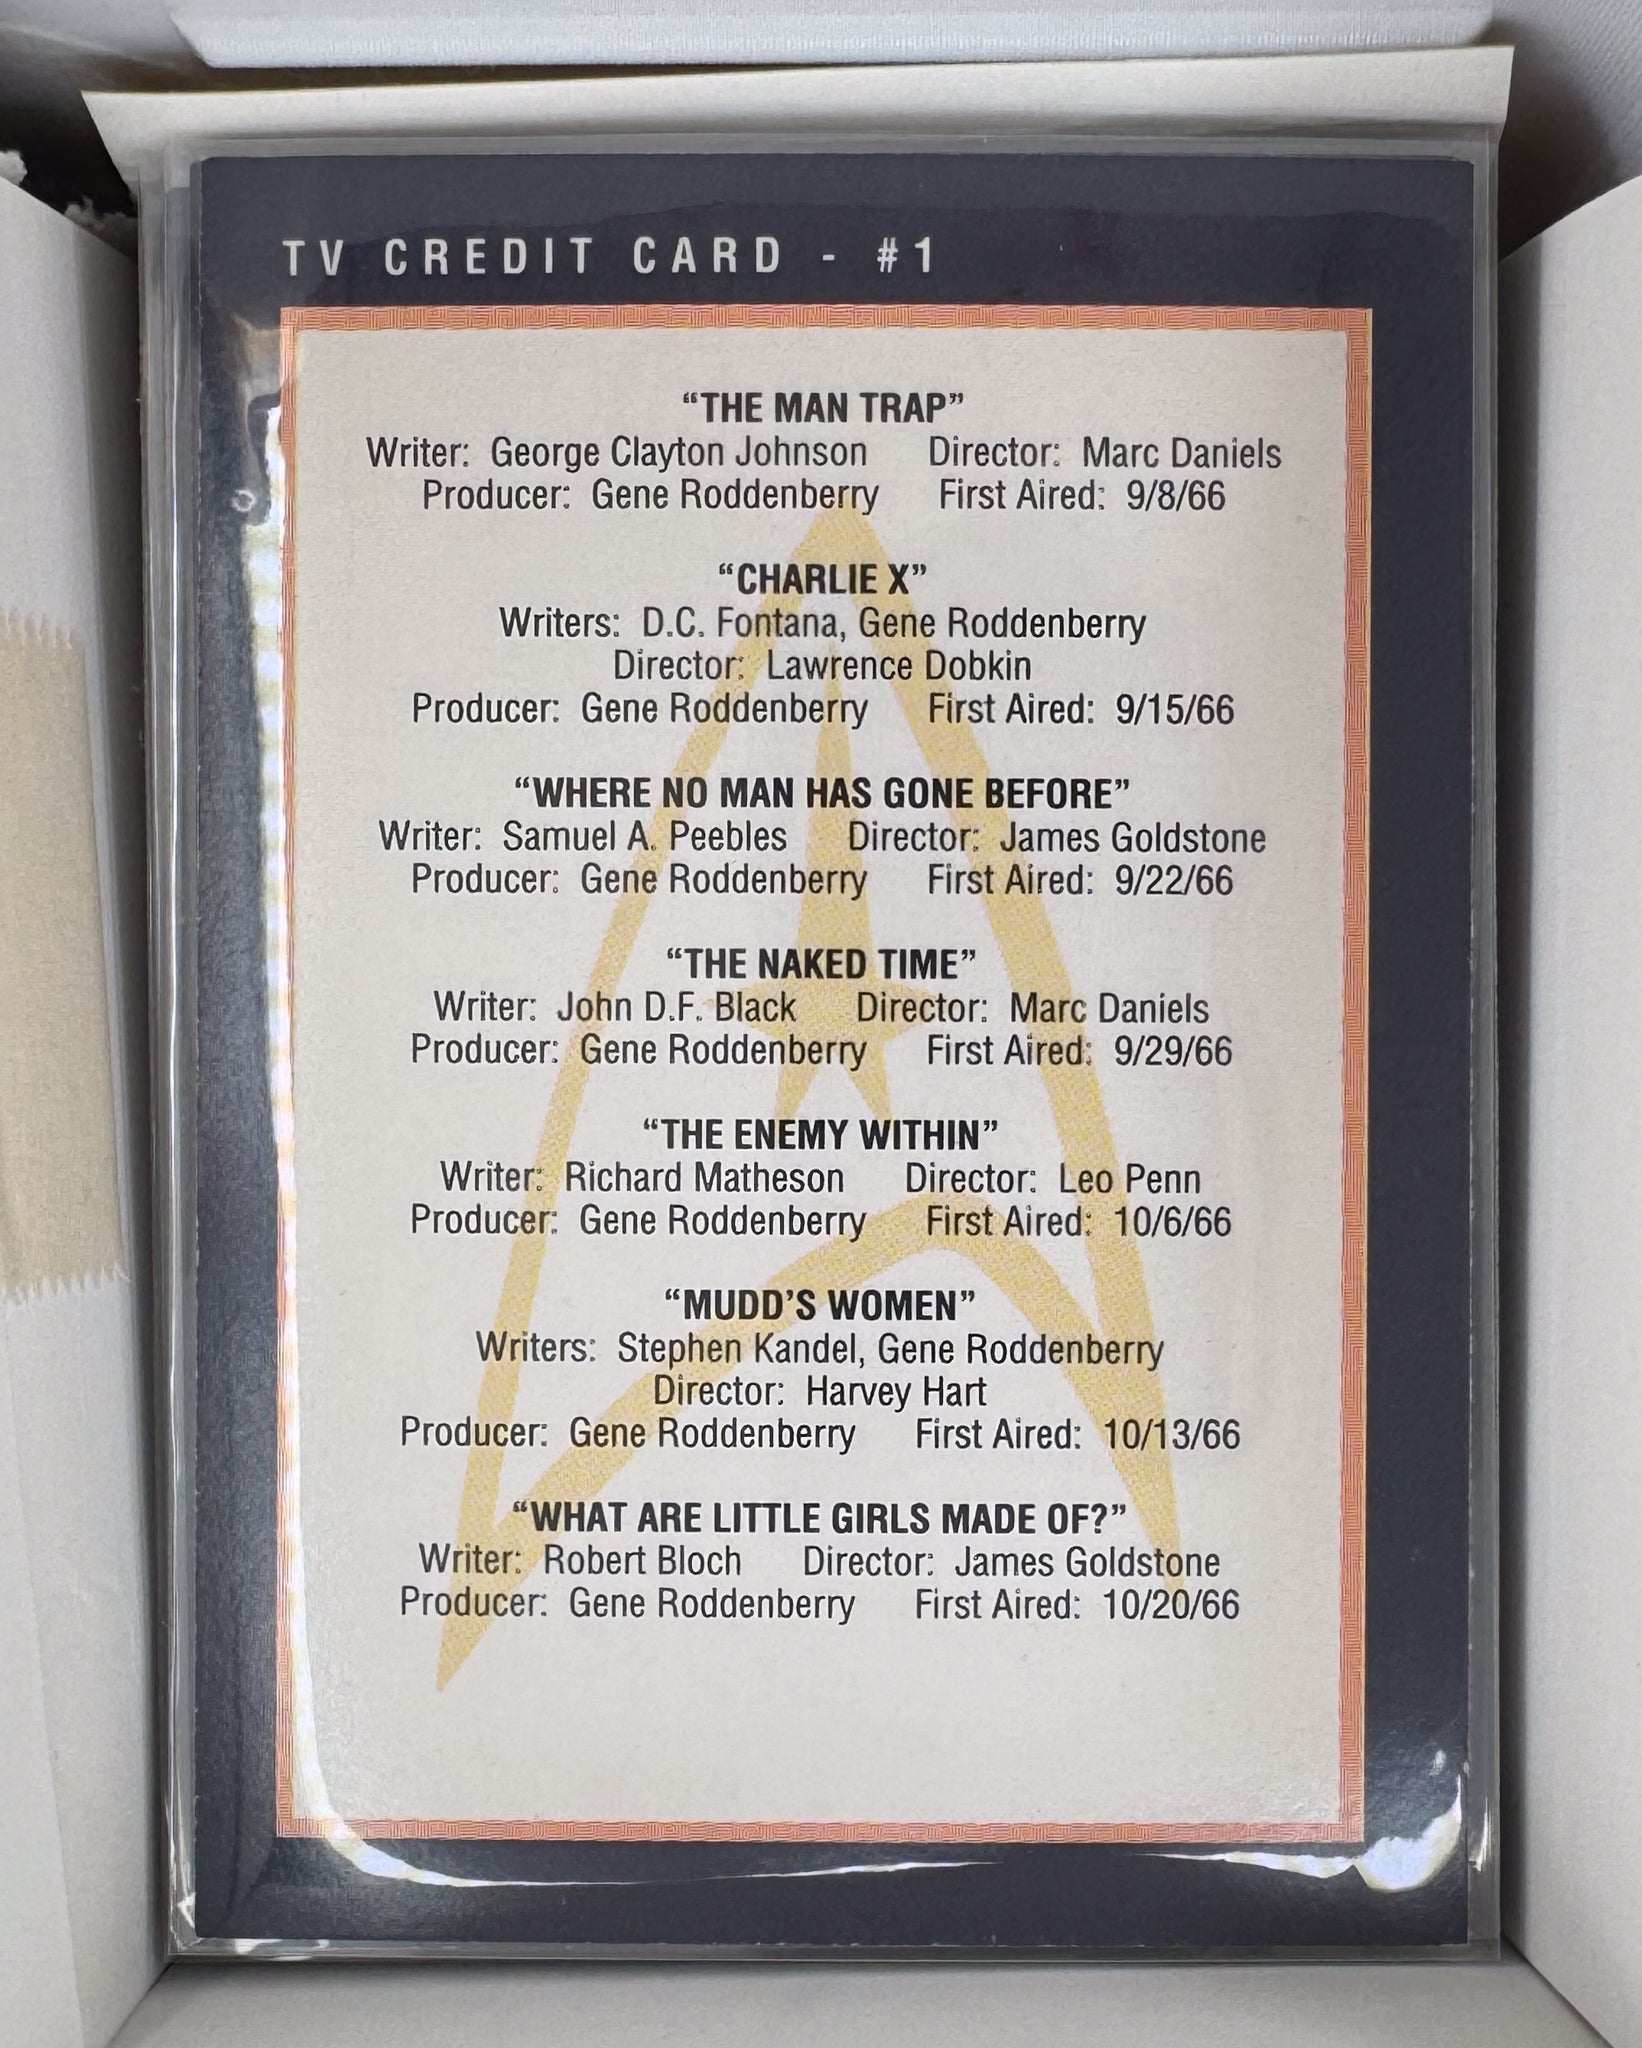 TV CREDIT CARD - #1
“THE MAN TRAP”
Writer: George Clayton Johnson Director: Marc Daniels
Producer: Gene Roddenberry First Aired: 9/8/66
“CHARLIE X”
Writers: D.C. Fontana, Gene Roddenberry
Director: Lawrence Dobkin
Producer: Gene Roddenberry First Aired: 9/15/66
“WHERE NO MAN HAS GONE BEFORE”
Writer: Samuel A. Peebles Director: James Goldstone
Producer: Gene Roddenberry First Aired: 9/22/66
“THE NAKED TIME”
Writer: John D.F. Black Director: Marc Daniels
Producer: Gene Roddenberry First Aired: 9/29/66
“THE ENEMY WITHIN”
Writer: Richard Matheson Director: Leo Penn
Producer: Gene Roddenberry First Aired: 10/6/66
“MUDD’S WOMEN”
Writers: Stephen Kandel, Gene Roddenberry
Director: Harvey Hart
Producer: Gene Roddenberry First Aired: 10/13/66
“WHAT ARE LITTLE GIRLS MADE OF?”
Writer: Robert Bloch Director: James Goldstone
Producer: Gene Roddenberry First Aired: 10/20/66